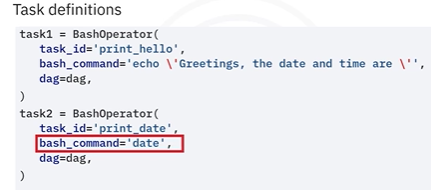 Task definitions
task1 = BashOperator(
task_id='print_hello',
bash_command='echo \'Greetings, the date and time are \'',
dag=dag,
)
task2 = BashOperator(
task_id='print_date',
bash_command='date',
dag=dag,
)